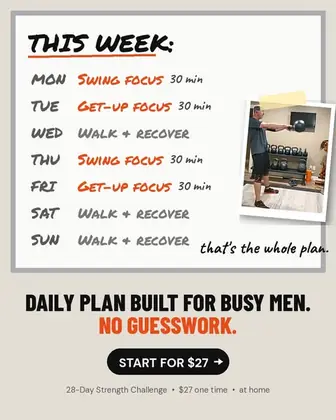 THIS WEEK:
MON SWING FOCUS 30 min
TUE GET-UP FOCUS 30 min
WED WALK & RECOVER
THU SWING FOCUS 30 min
FRI GET-UP FOCUS 30 min
SAT WALK & RECOVER
SUN WALK & RECOVER
that's the whole plan.
DAILY PLAN BUILT FOR BUSY MEN.
NO GUESSWORK.
START FOR $27 →
28-Day Strength Challenge • $27 one time • at home